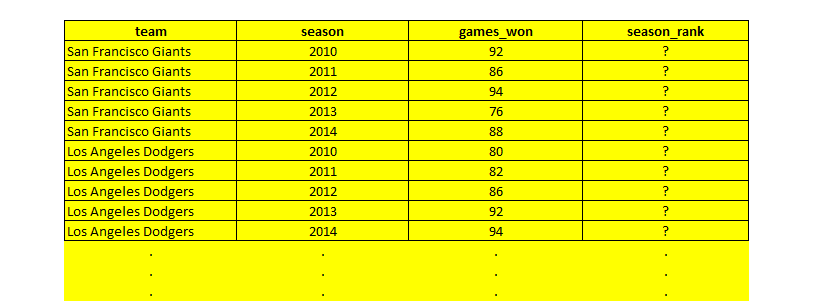 team season games_won season_rank
San Francisco Giants 2010 92 ?
San Francisco Giants 2011 86 ?
San Francisco Giants 2012 94 ?
San Francisco Giants 2013 76 ?
San Francisco Giants 2014 88 ?
Los Angeles Dodgers 2010 80 ?
Los Angeles Dodgers 2011 82 ?
Los Angeles Dodgers 2012 86 ?
Los Angeles Dodgers 2013 92 ?
Los Angeles Dodgers 2014 94 ?
. . . .
. . . .
. . . .